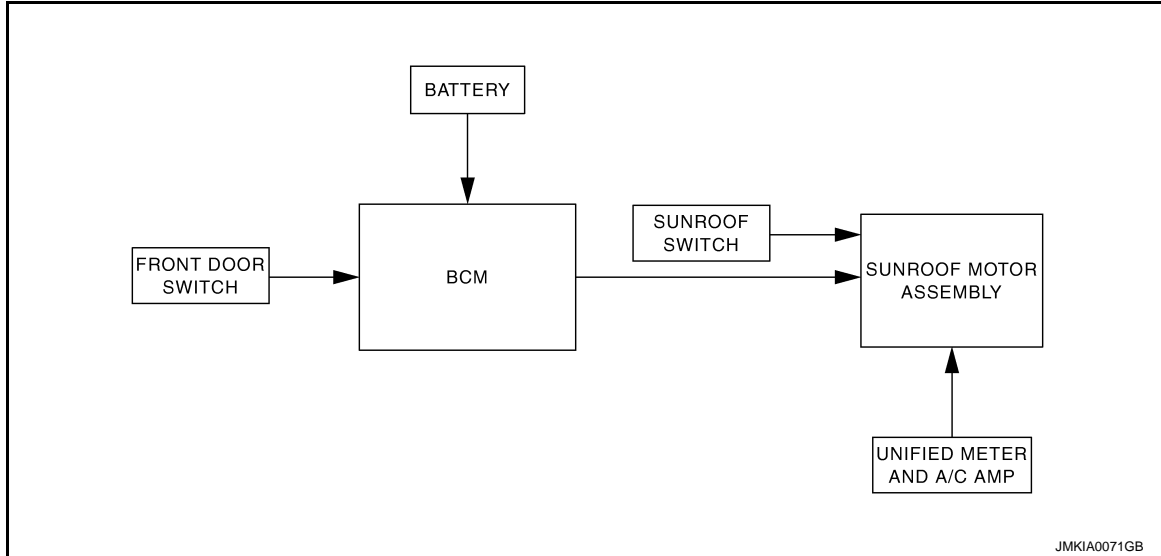 BATTERY
SUNROOF
SWITCH
FRONT DOOR
SWITCH
BCM
SUNROOF MOTOR
ASSEMBLY
UNIFIED METER
AND A/C AMP
JMKIA0071GB